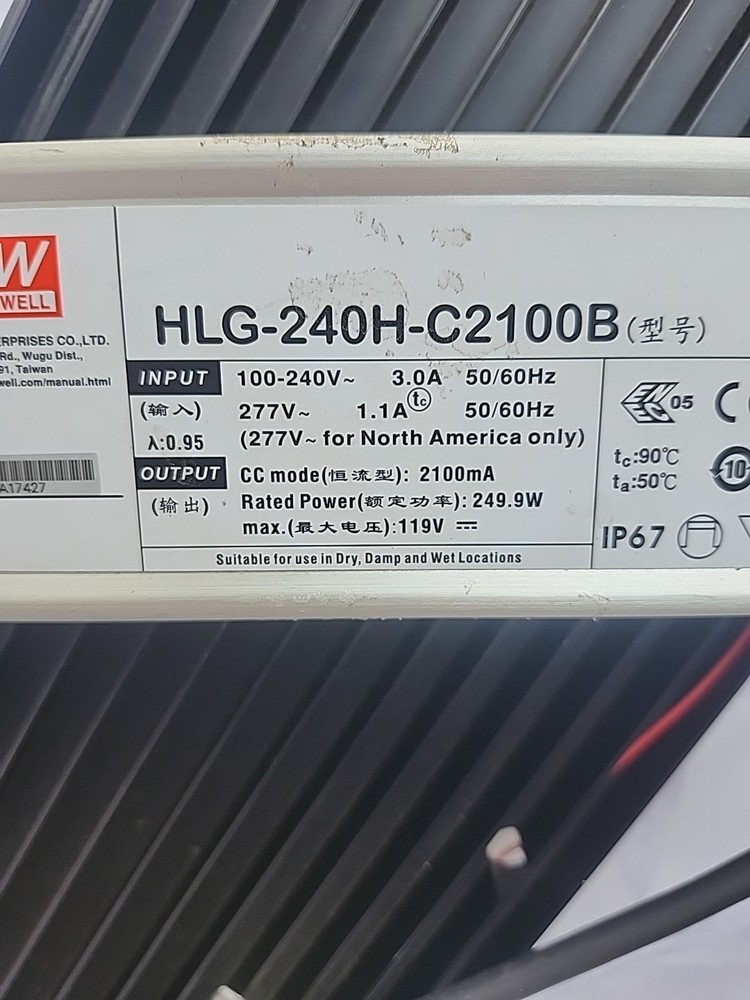 W
WELL
ERPRISES CO.,LTD.
Rd., Wugu Dist.,
91, Taiwan
well.com/manual.html
A17427
HLG-240H-C2100B(型号)
INPUT 100-240V~ 3.0A 50/60Hz
(输入) 277V~ 1.1A tc 50/60Hz
λ:0.95 (277V~ for North America only)
OUTPUT CC mode(恒流型): 2100mA
(输出) Rated Power(额定功率): 249.9W
max.(最大电压):119V
Suitable for use in Dry, Damp and Wet Locations
ENEC 05
tc:90℃
ta:50℃
10
IP67